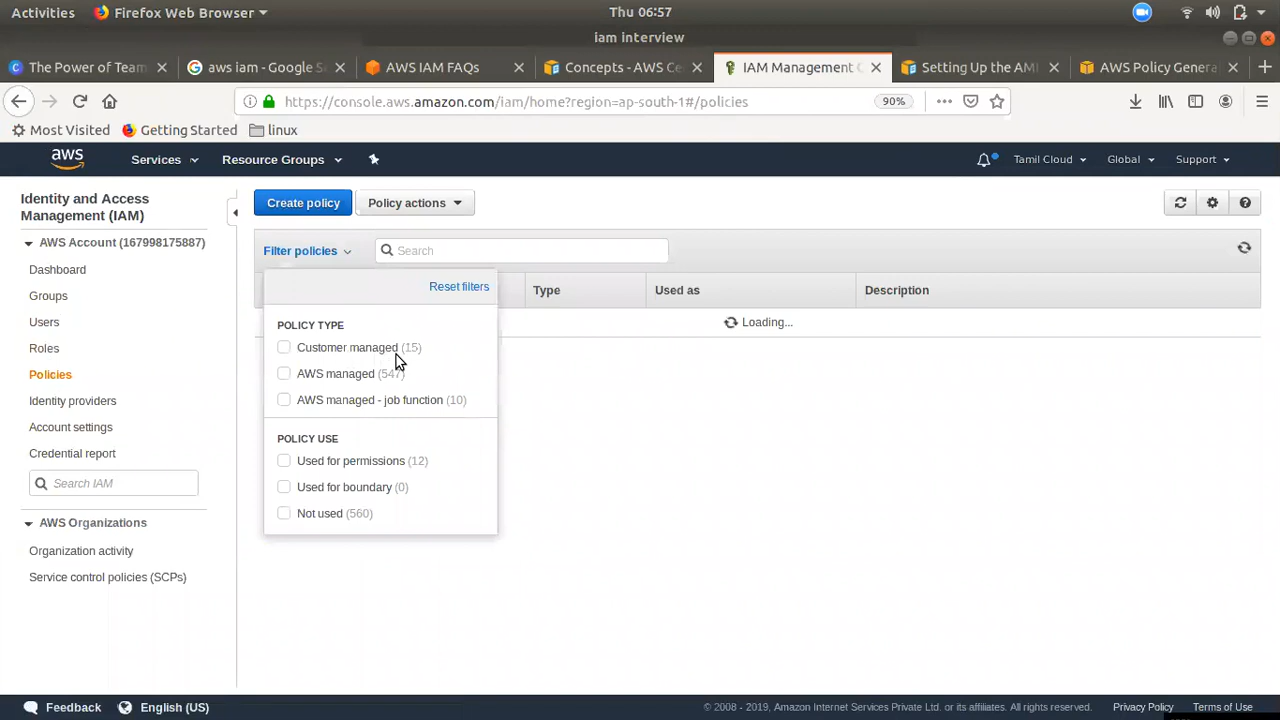 Activities Firefox Web Browser Thu 06:57
iam interview
The Power of Team aws iam - Google S AWS IAM FAQs Concepts - AWS Ce IAM Management C Setting Up the AM AWS Policy Genera
https://console.aws.amazon.com/iam/home?region=ap-south-1#/policies 90%
Most Visited Getting Started linux
aws Services Resource Groups Tamil Cloud Global Support
Identity and Access
Management (IAM)
AWS Account (167998175887)
Dashboard
Groups
Users
Roles
Policies
Identity providers
Account settings
Credential report
Search IAM
AWS Organizations
Organization activity
Service control policies (SCPs)
Create policy Policy actions
Filter policies Search
Reset filters
Type Used as Description
Loading...
POLICY TYPE
Customer managed (15)
AWS managed (547)
AWS managed - job function (10)
POLICY USE
Used for permissions (12)
Used for boundary (0)
Not used (560)
Feedback English (US) © 2008 - 2019, Amazon Internet Services Private Ltd. or its affiliates. All rights reserved. Privacy Policy Terms of Use